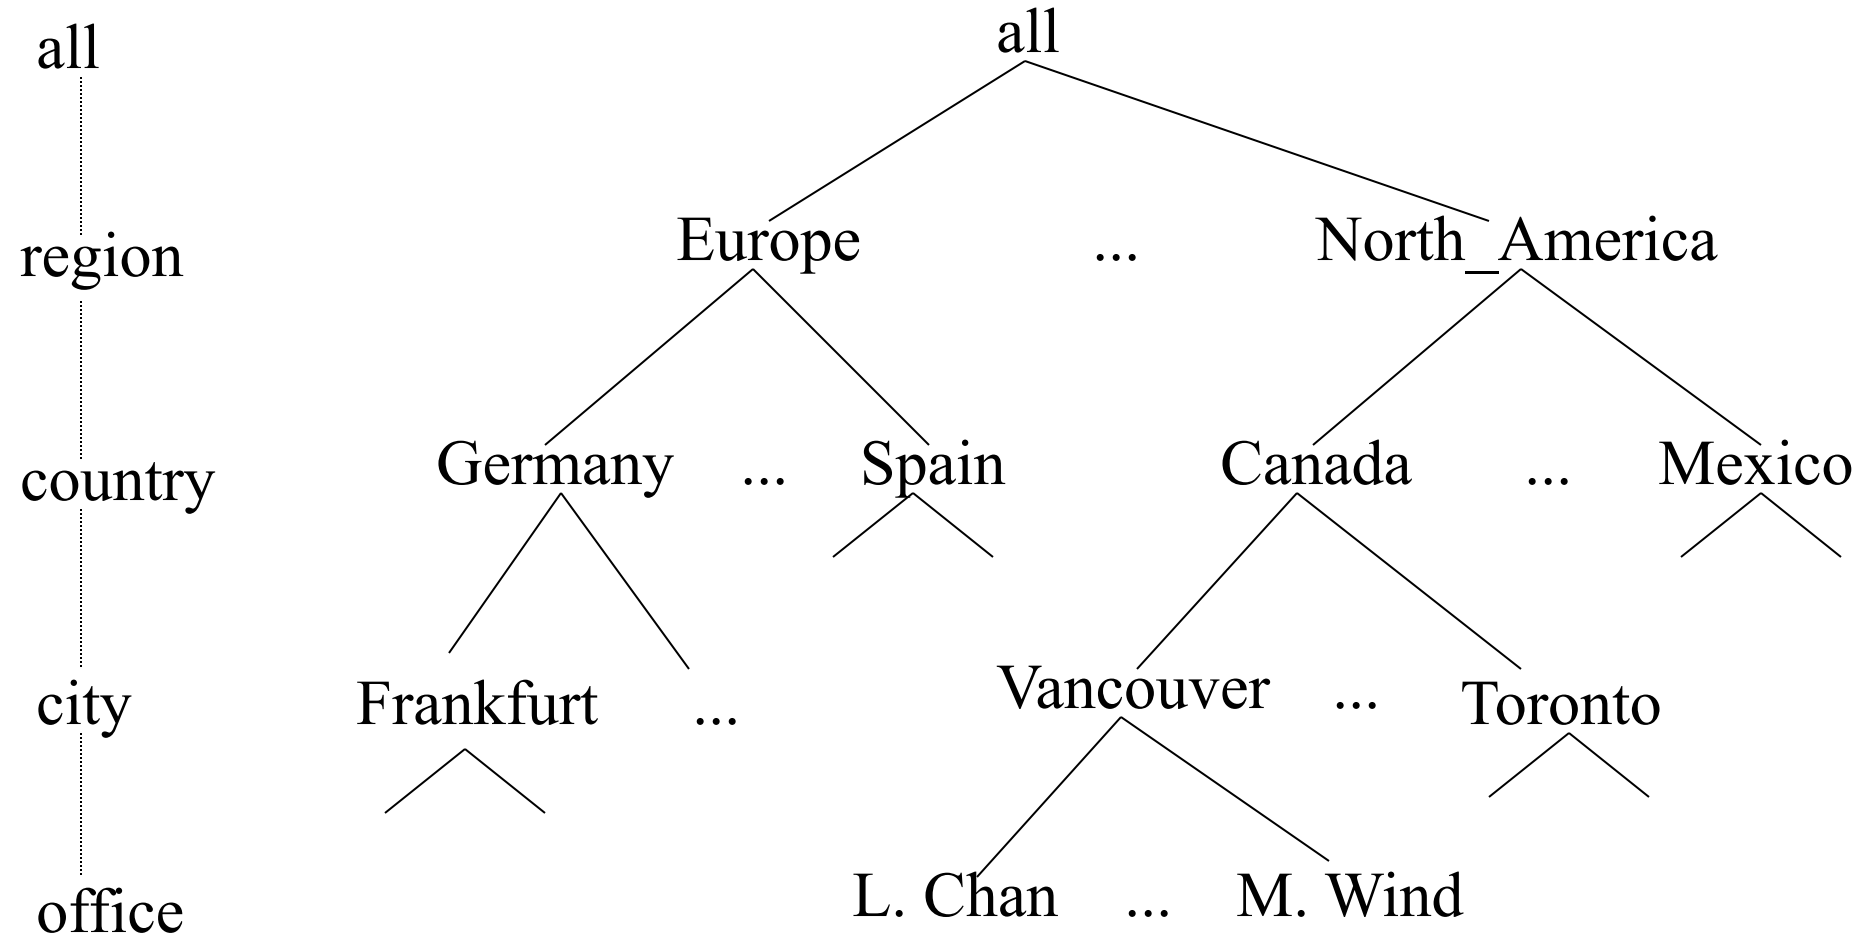 all
all
region
Europe ... North_America
country
Germany ... Spain Canada ... Mexico
city
Frankfurt ... Vancouver ... Toronto
office
L. Chan ... M. Wind